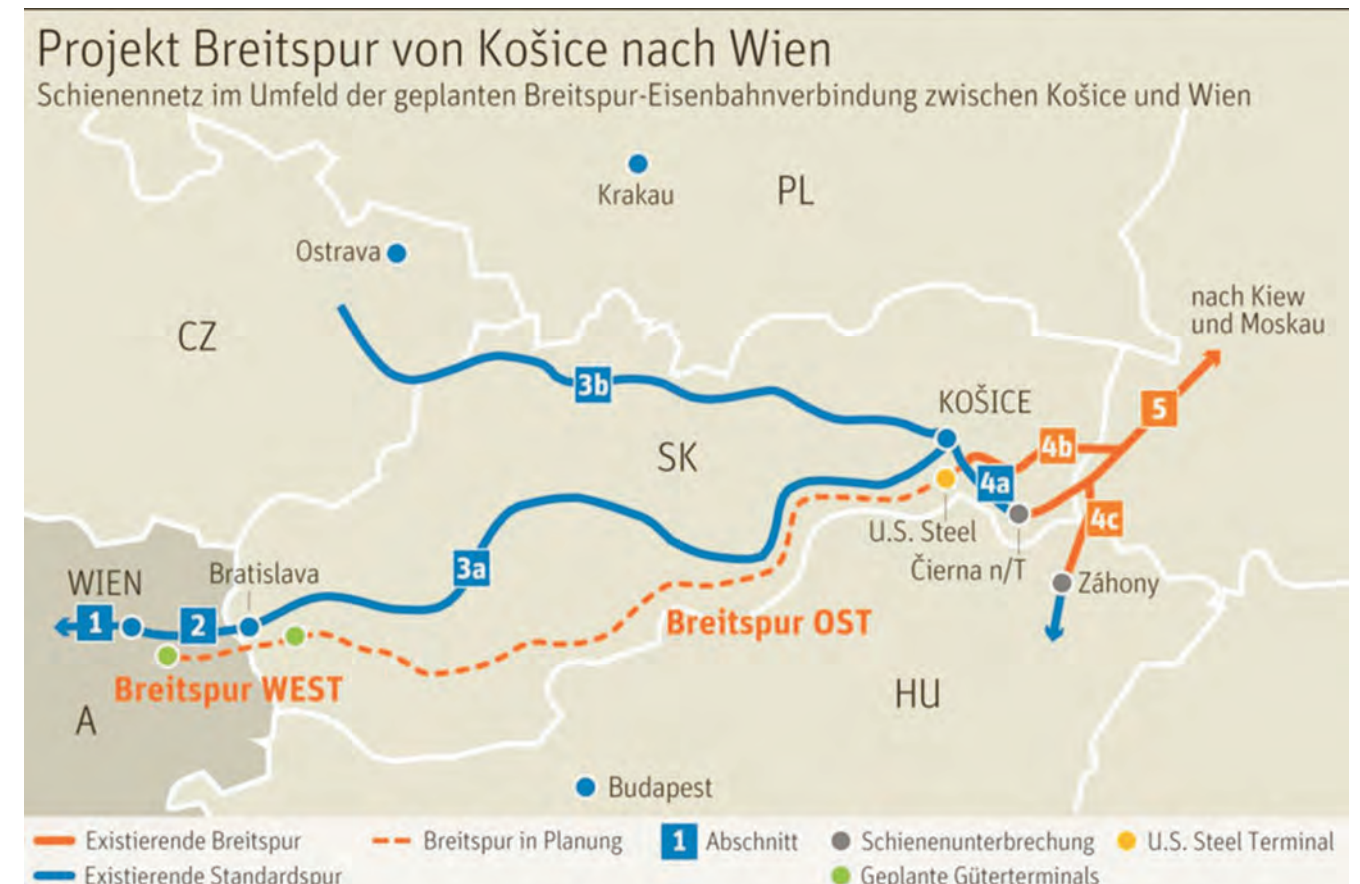 Projekt Breitspur von Košice nach Wien
Schienennetz im Umfeld der geplanten Breitspur-Eisenbahnverbindung zwischen Košice und Wien
Krakau
PL
Ostrava
CZ
nach Kiew
und Moskau
3b
KOŠICE
5
SK
4b
4a
4c
U.S. Steel
Čierna n/T
Záhony
3a
WIEN
Bratislava
1
2
Breitspur OST
Breitspur WEST
A
HU
Budapest
Existierende Breitspur
Breitspur in Planung
1 Abschnitt
Schienenunterbrechung
U.S. Steel Terminal
Existierende Standardspur
Geplante Güterterminals